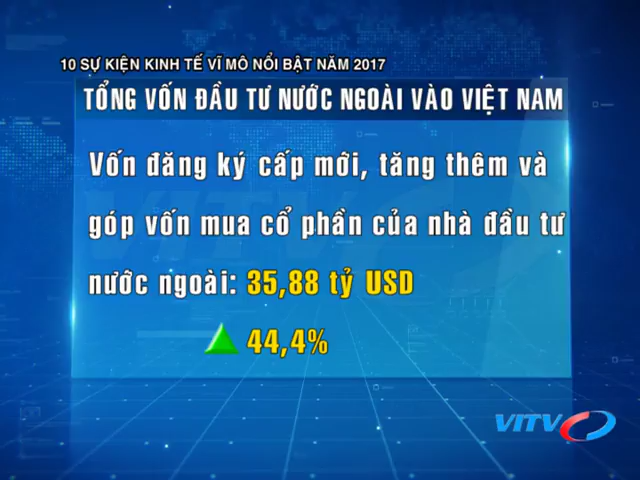 10 SỰ KIỆN KINH TẾ VĨ MÔ NỔI BẬT NĂM 2017
TỔNG VỐN ĐẦU TƯ NƯỚC NGOÀI VÀO VIỆT NAM
Vốn đăng ký cấp mới, tăng thêm và
góp vốn mua cổ phần của nhà đầu tư
nước ngoài: 35,88 tỷ USD
44,4%
VITV